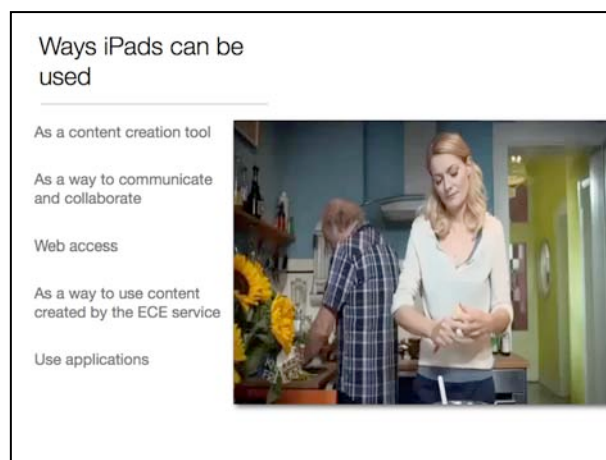 Ways iPads can be
used
As a content creation tool
As a way to communicate
and collaborate
Web access
As a way to use content
created by the ECE service
Use applications